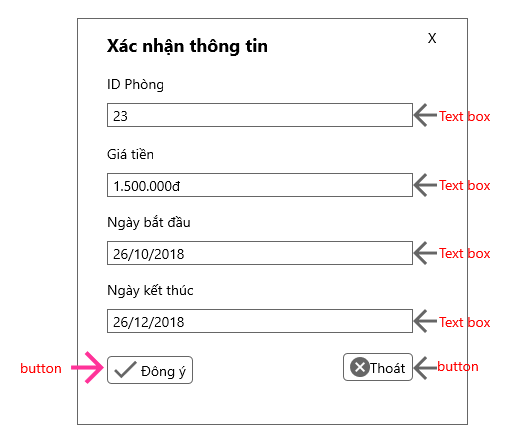 Xác nhận thông tin X
ID Phòng
23 Text box
Giá tiền
1.500.000đ Text box
Ngày bắt đầu
26/10/2018 Text box
Ngày kết thúc
26/12/2018 Text box
button Đông ý Thoát button